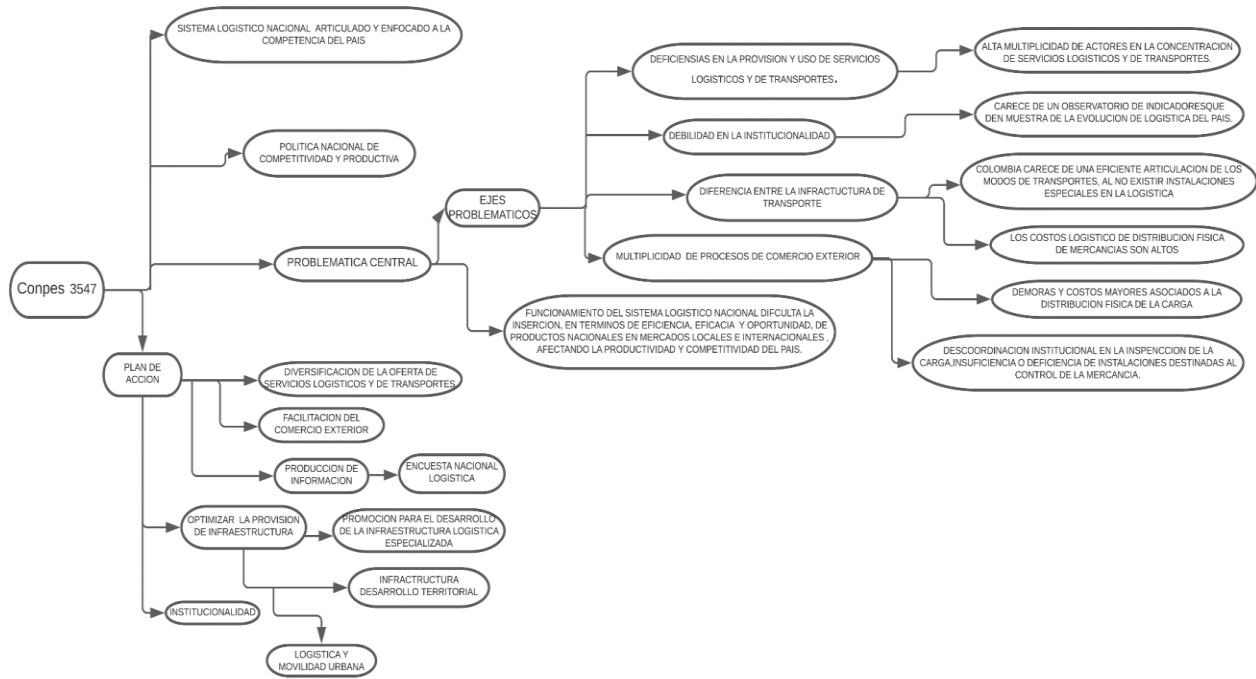 SISTEMA LOGISTICO NACIONAL ARTICULADO Y ENFOCADO A LA
COMPETENCIA DEL PAIS
POLITICA NACIONAL DE
COMPETITIVIDAD Y PRODUCTIVA
Conpes 3547
PROBLEMATICA CENTRAL
EJES
PROBLEMATICOS
DEFICIENSIAS EN LA PROVISION Y USO DE SERVICIOS
LOGISTICOS Y DE TRANSPORTES.
ALTA MULTIPLICIDAD DE ACTORES EN LA CONCENTRACION
DE SERVICIOS LOGISTICOS Y DE TRANSPORTES.
DEBILIDAD EN LA INSTITUCIONALIDAD
CARECE DE UN OBSERVATORIO DE INDICADORESQUE
DEN MUESTRA DE LA EVOLUCION DE LOGISTICA DEL PAIS.
DIFERENCIA ENTRE LA INFRACTUCTURA DE
TRANSPORTE
COLOMBIA CARECE DE UNA EFICIENTE ARTICULACION DE LOS
MODOS DE TRANSPORTES, AL NO EXISTIR INSTALACIONES
ESPECIALES EN LA LOGISTICA
LOS COSTOS LOGISTICO DE DISTRIBUCION FISICA
DE MERCANCIAS SON ALTOS
MULTIPLICIDAD DE PROCESOS DE COMERCIO EXTERIOR
DEMORAS Y COSTOS MAYORES ASOCIADOS A LA
DISTRIBUCION FISICA DE LA CARGA
DESCOORDINACION INSTITUCIONAL EN LA INSPECCION DE LA
CARGA,INSUFICIENCIA O DEFICIENCIA DE INSTALACIONES DESTINADAS AL
CONTROL DE LA MERCANCIA.
FUNCIONAMIENTO DEL SISTEMA LOGISTICO NACIONAL DIFCULTA LA
INSERCION, EN TERMINOS DE EFICIENCIA, EFICACIA Y OPORTUNIDAD, DE
PRODUCTOS NACIONALES EN MERCADOS LOCALES E INTERNACIONALES ,
AFECTANDO LA PRODUCTIVIDAD Y COMPETITIVIDAD DEL PAIS.
PLAN DE
ACCION
DIVERSIFICACION DE LA OFERTA DE
SERVICIOS LOGISTICOS Y DE TRANSPORTES
FACILITACION DEL
COMERCIO EXTERIOR
PRODUCCION DE
INFORMACION
ENCUESTA NACIONAL
LOGISTICA
OPTIMIZAR LA PROVISION
DE INFRAESTRUCTURA
PROMOCION PARA EL DESARROLLO
DE LA INFRAESTRUCTURA LOGISTICA
ESPECIALIZADA
INFRACTRUCTURA
DESARROLLO TERRITORIAL
INSTITUCIONALIDAD
LOGISTICA Y
MOVILIDAD URBANA